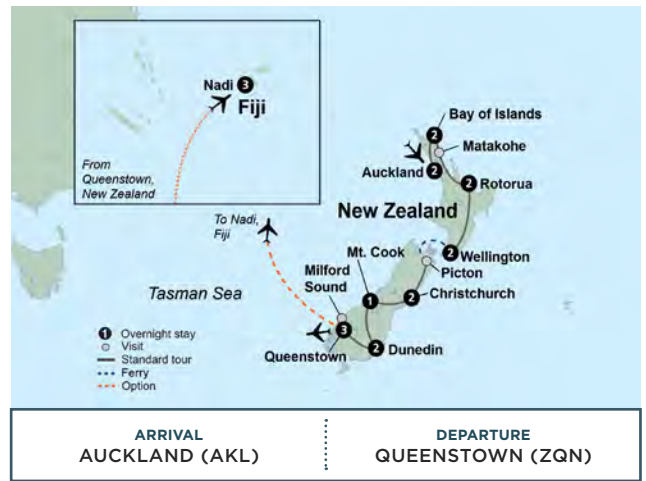 Nadi 3
Fiji
From
Queenstown,
New Zealand
Bay of Islands
2
Matakohe
Auckland 2
2 Rotorua
New Zealand
To Nadi,
Fiji
Mt. Cook
2 Wellington
Picton
Milford
Sound
Tasman Sea
1
2 Christchurch
1 Overnight stay
Visit
Standard tour
Ferry
Option
3
Queenstown
2 Dunedin
ARRIVAL
AUCKLAND (AKL)
DEPARTURE
QUEENSTOWN (ZQN)